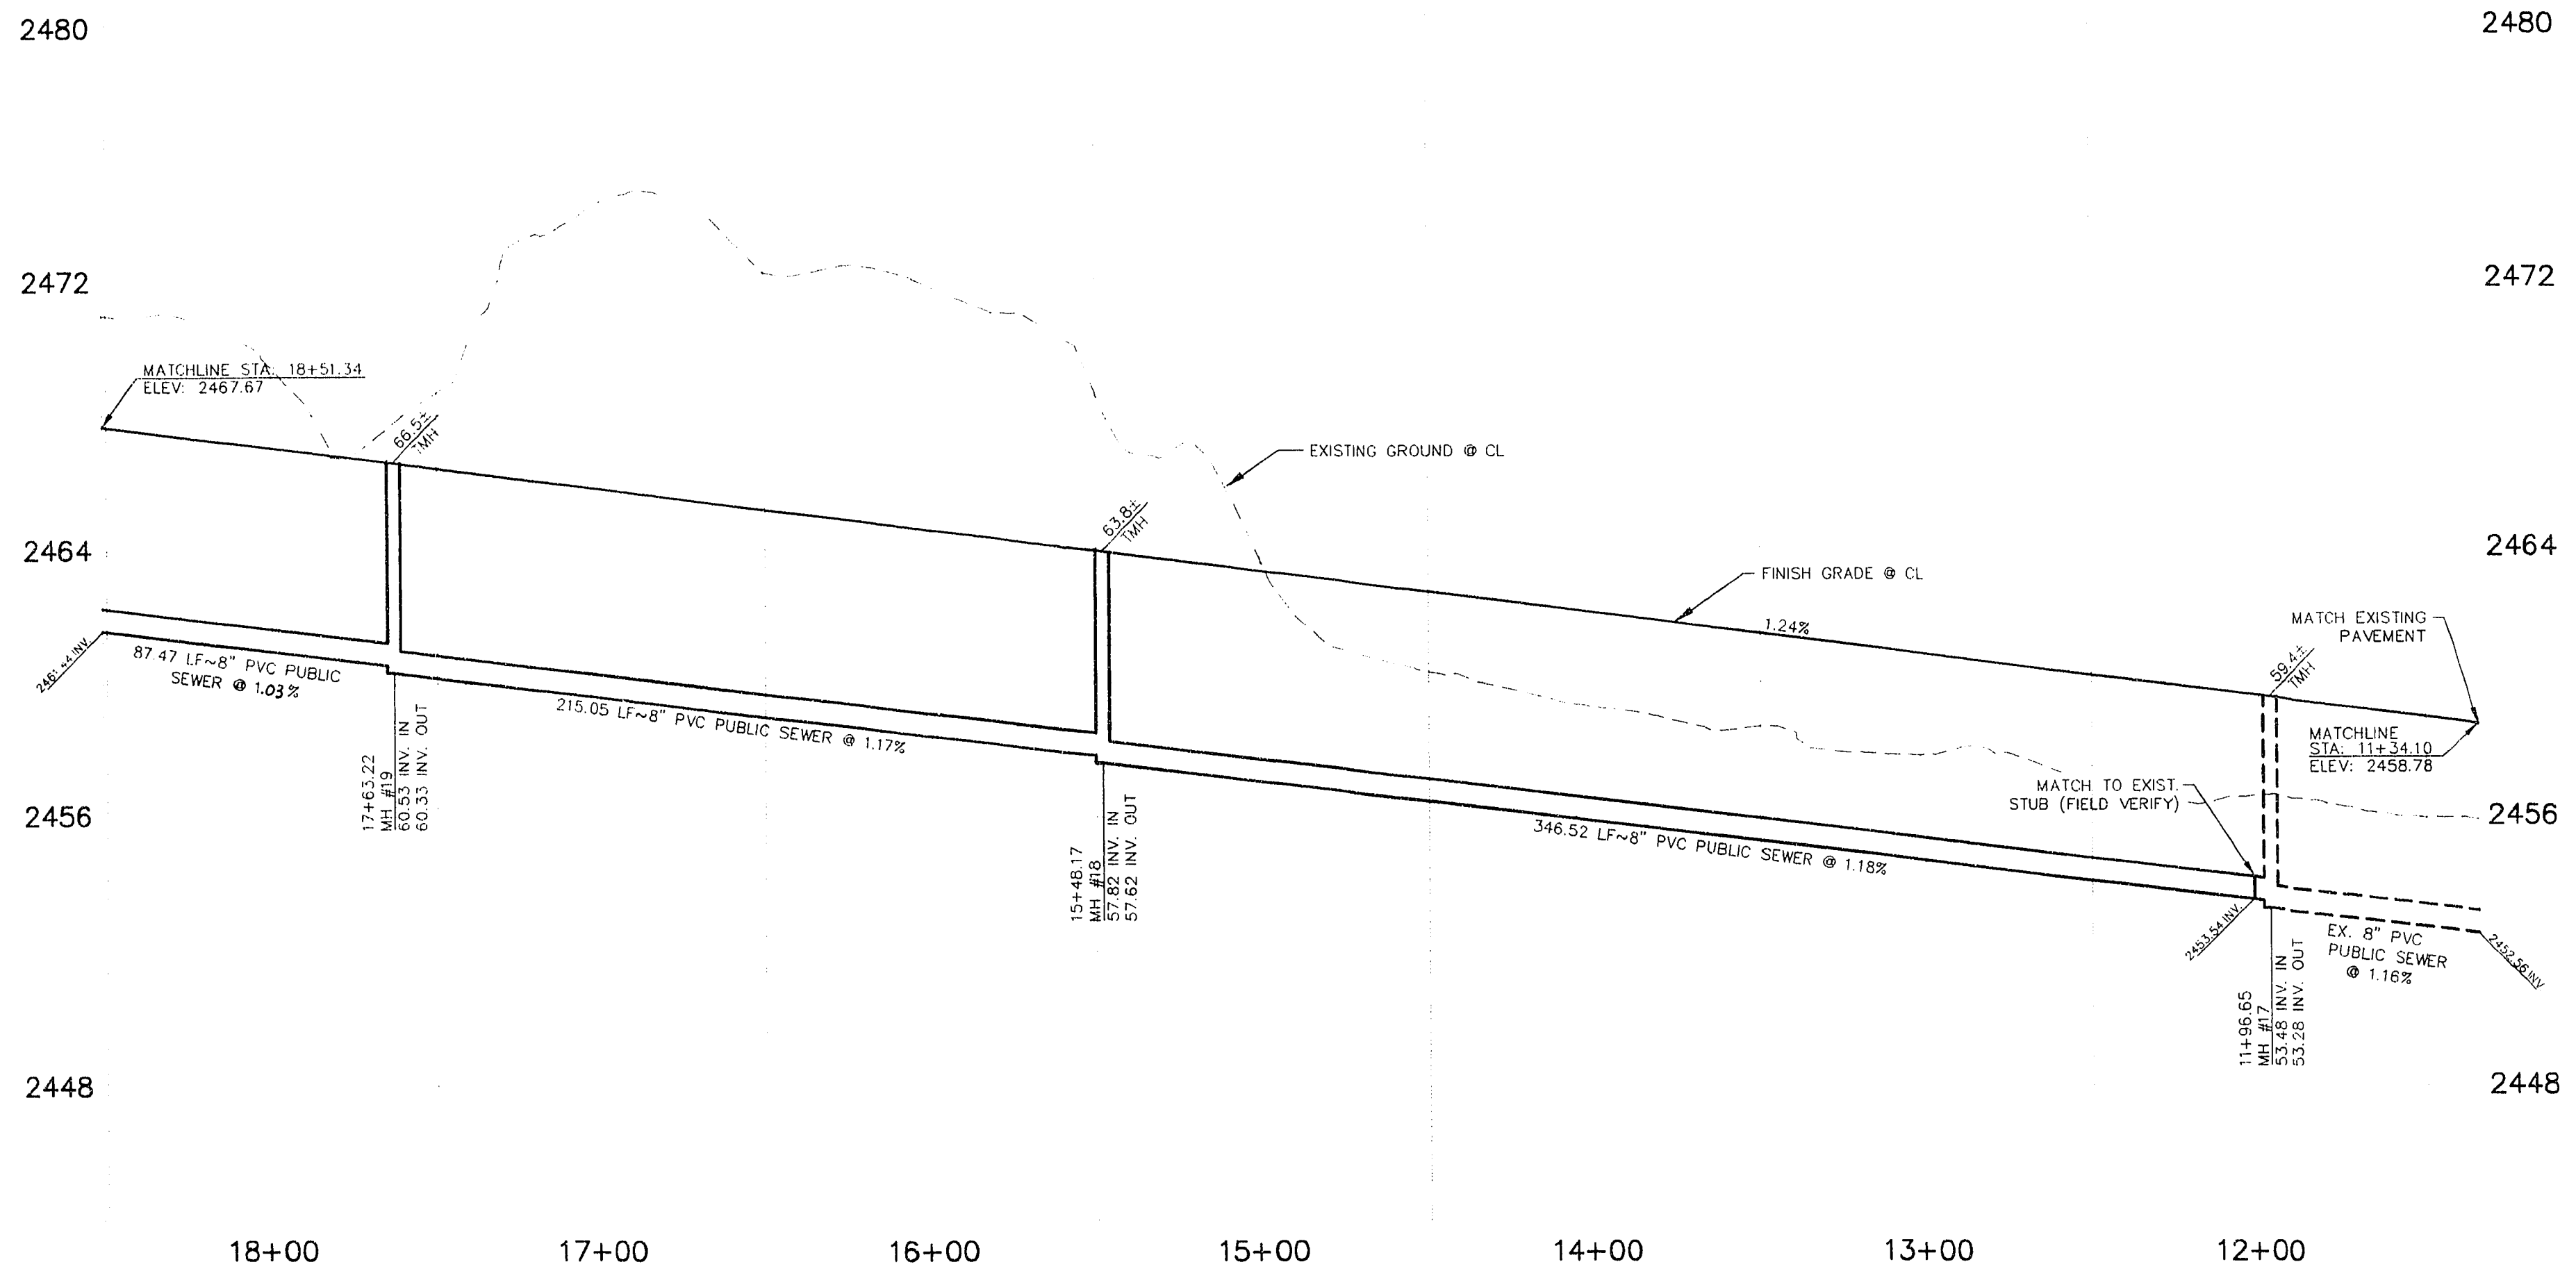 2480
2480
2472
2472
MATCHLINE STA: 18+51.34
ELEV: 2467.67
66.5±
TMH
EXISTING GROUND @ CL
63.8±
TMH
2464
2464
FINISH GRADE @ CL
1.24%
MATCH EXISTING
PAVEMENT
59.4±
TMH
2461.44 INV.
87.47 LF~8" PVC PUBLIC
SEWER @ 1.03%
215.05 LF~8" PVC PUBLIC SEWER @ 1.17%
MATCHLINE
STA: 11+34.10
ELEV: 2458.78
17+63.22
MH #19
60.53 INV. IN
60.33 INV. OUT
MATCH TO EXIST.
STUB (FIELD VERIFY)
2456
2456
346.52 LF~8" PVC PUBLIC SEWER @ 1.18%
15+48.17
MH #18
57.82 INV. IN
57.62 INV. OUT
2453.54 INV.
EX. 8" PVC
PUBLIC SEWER
@ 1.16%
2452.56 INV
11+96.65
MH #17
53.48 INV. IN
53.28 INV. OUT
2448
2448
18+00
17+00
16+00
15+00
14+00
13+00
12+00